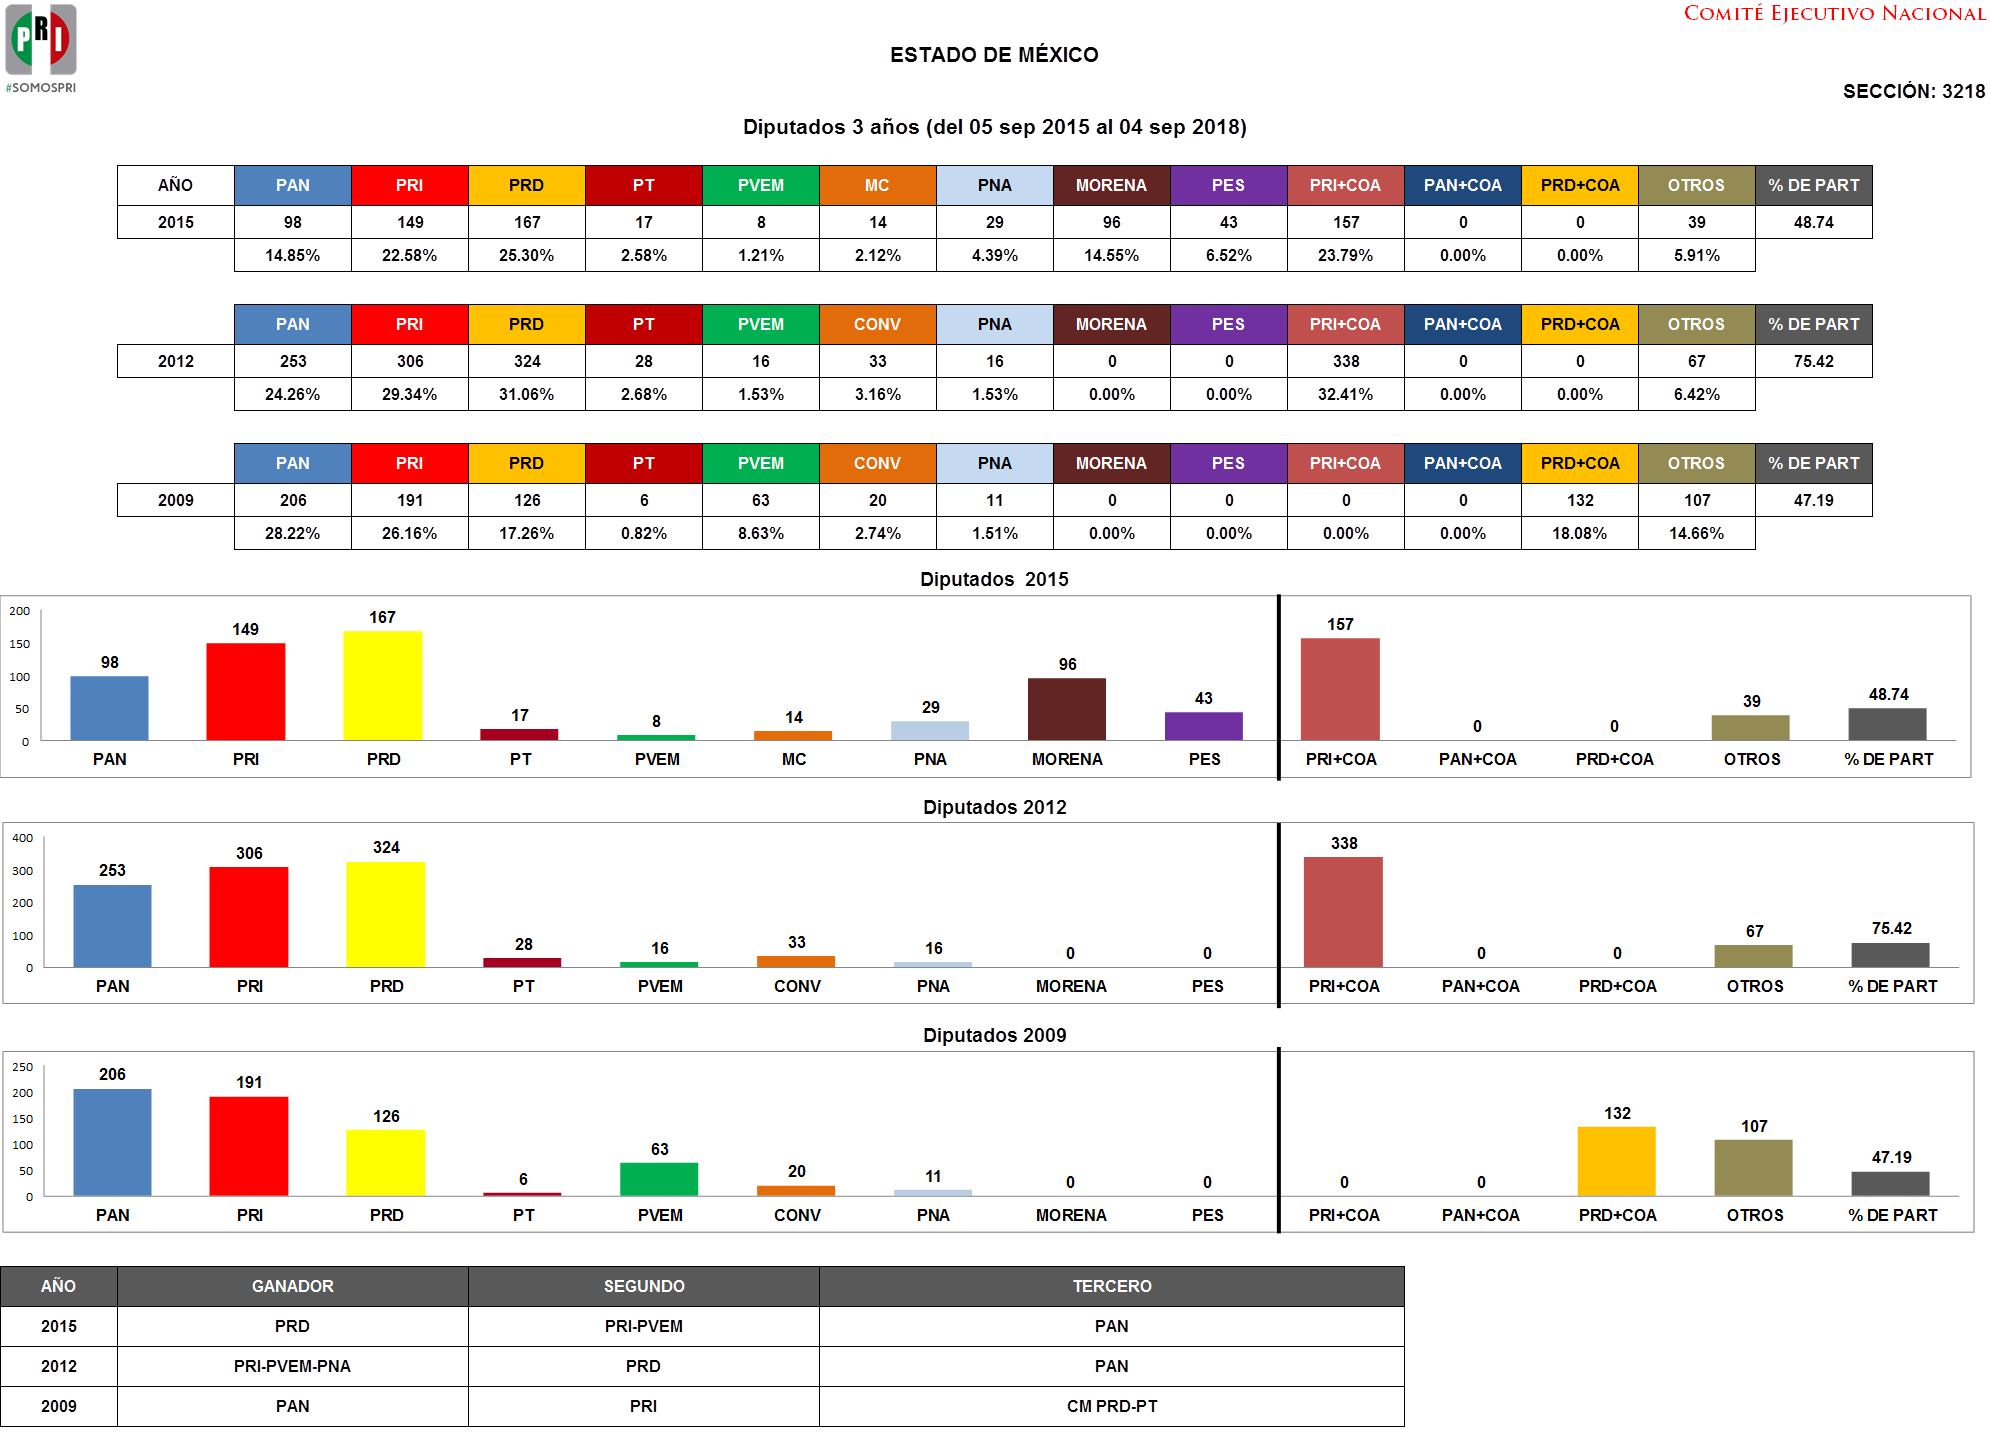 PRI
#SOMOSPRI
COMITÉ EJECUTIVO NACIONAL
ESTADO DE MÉXICO
SECCIÓN: 3218
Diputados 3 años (del 05 sep 2015 al 04 sep 2018)
AÑO PAN PRI PRD PT PVEM MC PNA MORENA PES PRI+COA PAN+COA PRD+COA OTROS % DE PART
2015 98 149 167 17 8 14 29 96 43 157 0 0 39 48.74
14.85% 22.58% 25.30% 2.58% 1.21% 2.12% 4.39% 14.55% 6.52% 23.79% 0.00% 0.00% 5.91%
PAN PRI PRD PT PVEM CONV PNA MORENA PES PRI+COA PAN+COA PRD+COA OTROS % DE PART
2012 253 306 324 28 16 33 16 0 0 338 0 0 67 75.42
24.26% 29.34% 31.06% 2.68% 1.53% 3.16% 1.53% 0.00% 0.00% 32.41% 0.00% 0.00% 6.42%
PAN PRI PRD PT PVEM CONV PNA MORENA PES PRI+COA PAN+COA PRD+COA OTROS % DE PART
2009 206 191 126 6 63 20 11 0 0 0 0 132 107 47.19
28.22% 26.16% 17.26% 0.82% 8.63% 2.74% 1.51% 0.00% 0.00% 0.00% 0.00% 18.08% 14.66%
Diputados 2015
200
150
100
50
0
98 149 167 17 8 14 29 96 43 157 0 0 39 48.74
PAN PRI PRD PT PVEM MC PNA MORENA PES PRI+COA PAN+COA PRD+COA OTROS % DE PART
Diputados 2012
400
300
200
100
0
253 306 324 28 16 33 16 0 0 338 0 0 67 75.42
PAN PRI PRD PT PVEM CONV PNA MORENA PES PRI+COA PAN+COA PRD+COA OTROS % DE PART
Diputados 2009
250
200
150
100
50
0
206 191 126 6 63 20 11 0 0 0 0 132 107 47.19
PAN PRI PRD PT PVEM CONV PNA MORENA PES PRI+COA PAN+COA PRD+COA OTROS % DE PART
AÑO GANADOR SEGUNDO TERCERO
2015 PRD PRI-PVEM PAN
2012 PRI-PVEM-PNA PRD PAN
2009 PAN PRI CM PRD-PT